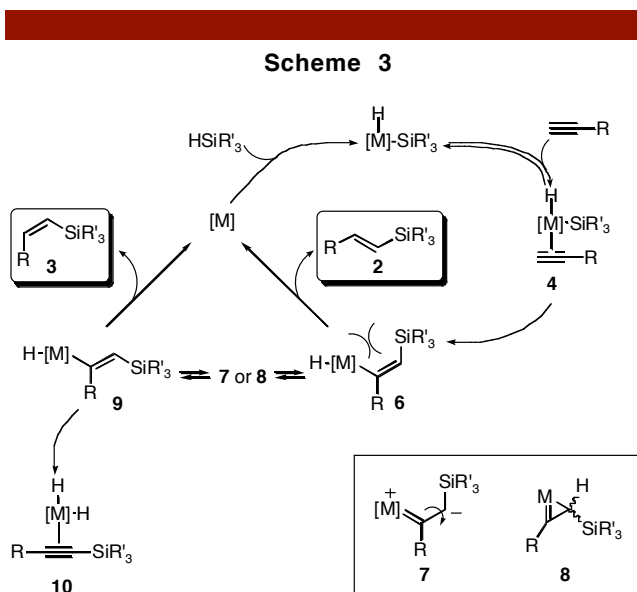 Scheme 3
H
HSiR'3
[M]-SiR'3
R
H
[M]
[M]·SiR'3
R
4
SiR'3
R
3
R
SiR'3
2
H-[M]
SiR'3
R
9
7 or 8
SiR'3
H-[M]
R
6
H
[M]·H
R
SiR'3
10
SiR'3
+
[M]
−
R
7
H
M
SiR'3
R
8